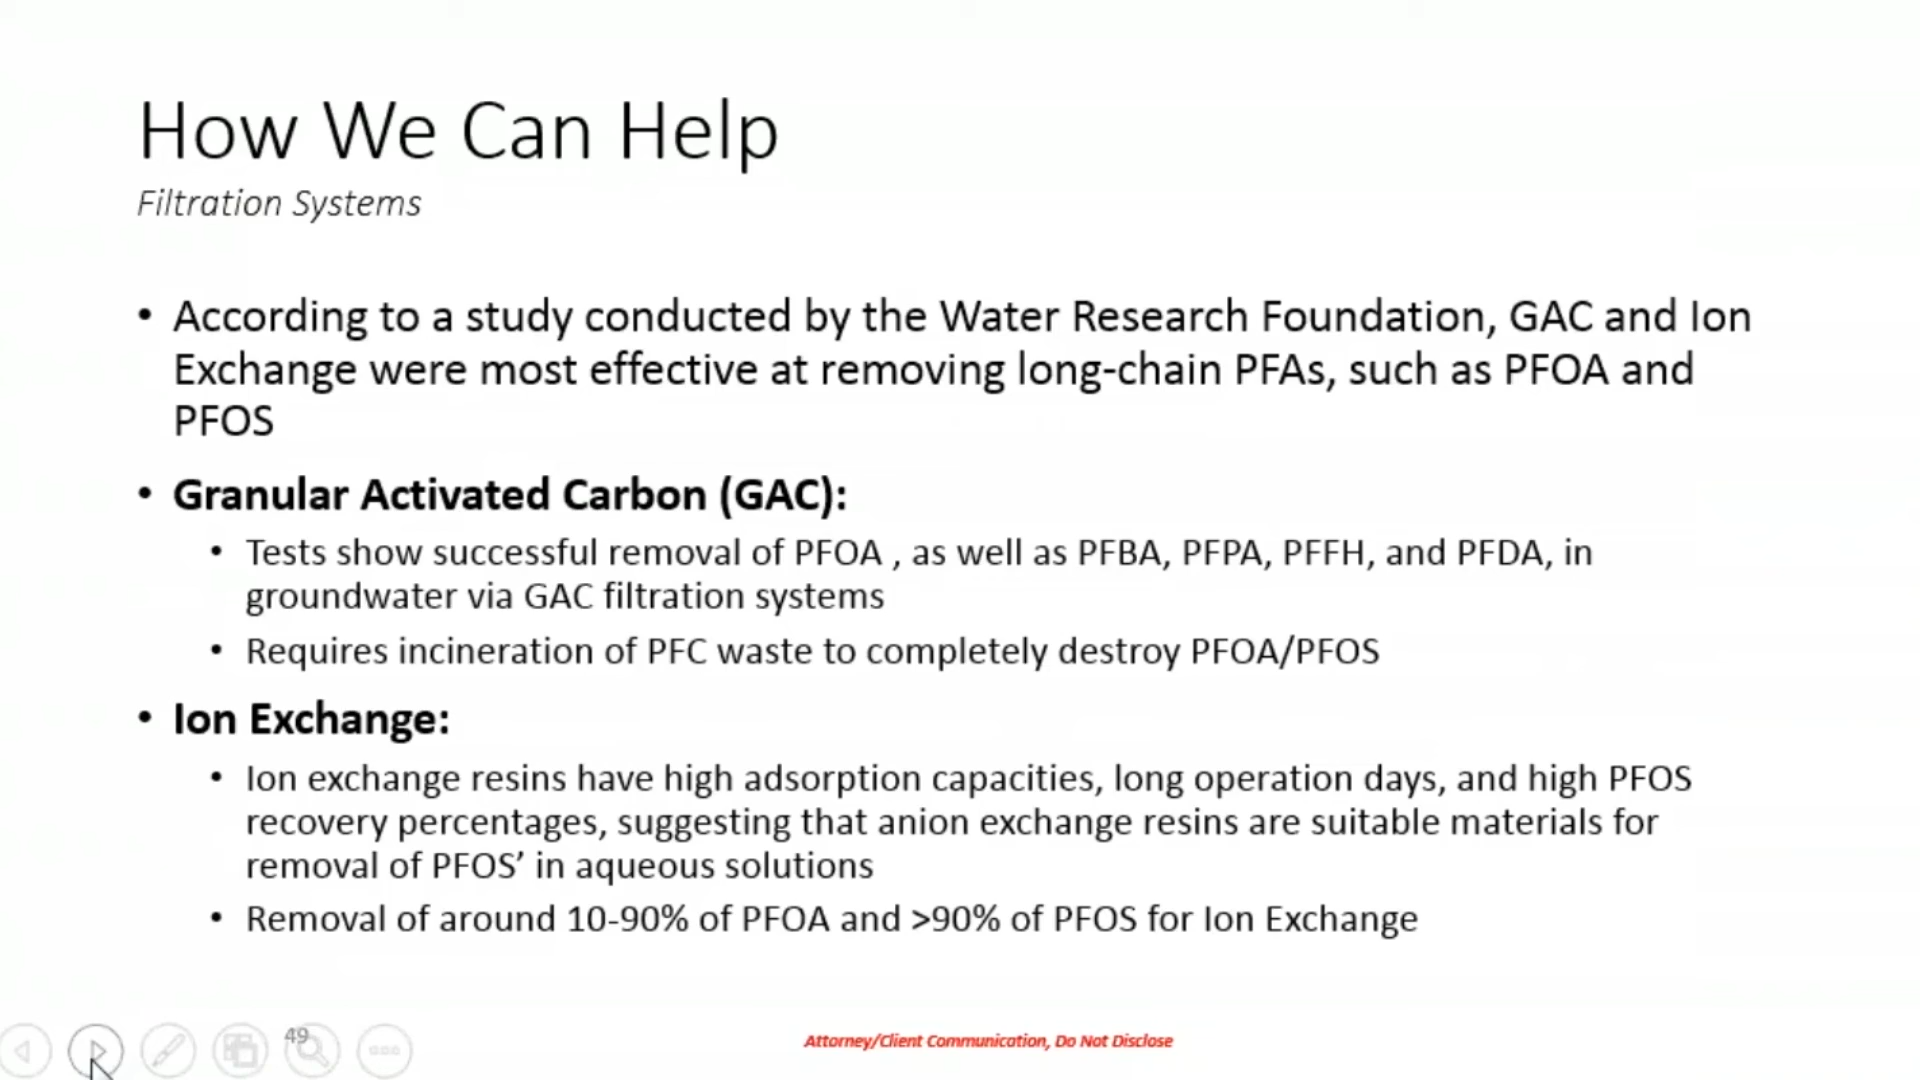 How We Can Help
Filtration Systems
• According to a study conducted by the Water Research Foundation, GAC and Ion
Exchange were most effective at removing long-chain PFAs, such as PFOA and
PFOS
• Granular Activated Carbon (GAC):
• Tests show successful removal of PFOA , as well as PFBA, PFPA, PFFH, and PFDA, in
groundwater via GAC filtration systems
• Requires incineration of PFC waste to completely destroy PFOA/PFOS
• Ion Exchange:
• Ion exchange resins have high adsorption capacities, long operation days, and high PFOS
recovery percentages, suggesting that anion exchange resins are suitable materials for
removal of PFOS’ in aqueous solutions
• Removal of around 10-90% of PFOA and >90% of PFOS for Ion Exchange
49
Attorney/Client Communication, Do Not Disclose